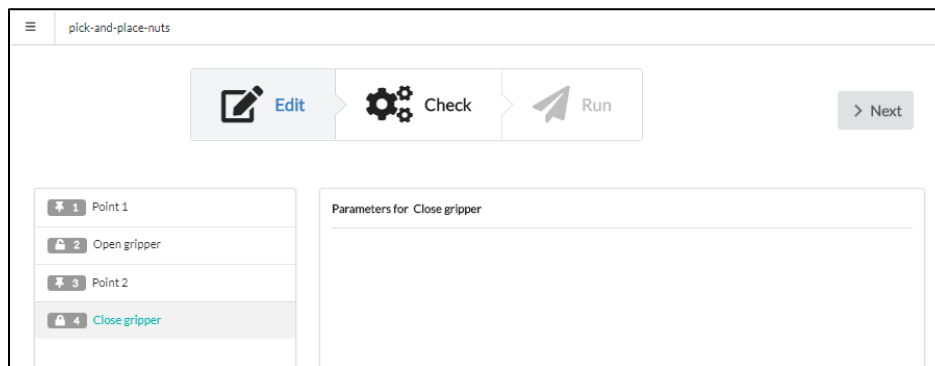 pick-and-place-nuts
Edit
Check
Run
Next
1 Point 1
Parameters for Close gripper
2 Open gripper
3 Point 2
4 Close gripper